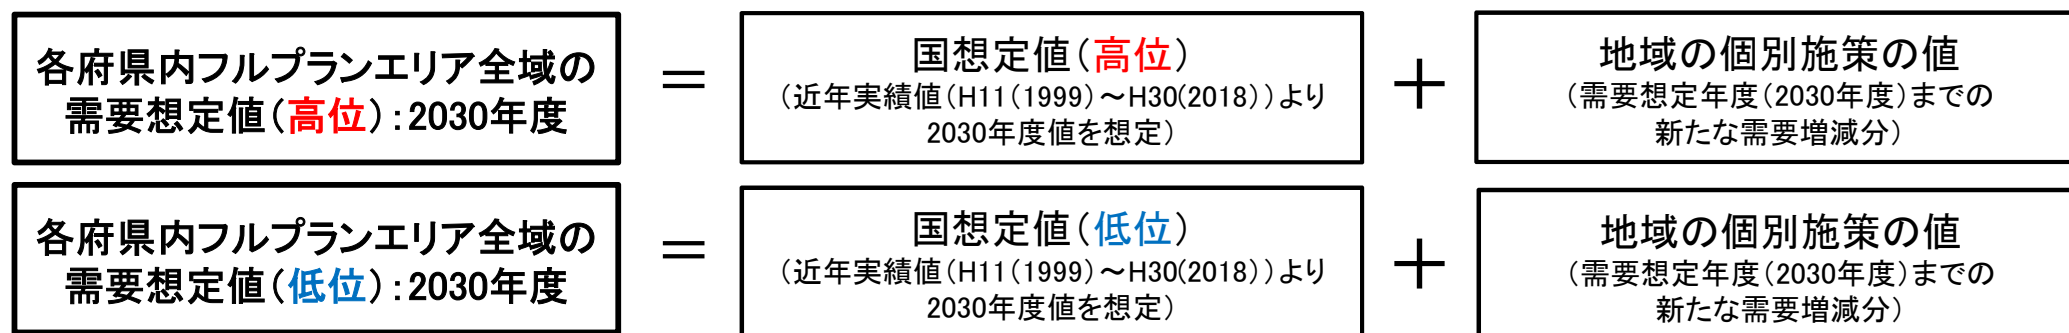 各府県内フルプランエリア全域の
需要想定値(高位):2030年度
=
国想定値(高位)
(近年実績値(H11(1999)～H30(2018))より
2030年度値を想定)
+
地域の個別施策の値
(需要想定年度(2030年度)までの
新たな需要増減分)
各府県内フルプランエリア全域の
需要想定値(低位):2030年度
=
国想定値(低位)
(近年実績値(H11(1999)～H30(2018))より
2030年度値を想定)
+
地域の個別施策の値
(需要想定年度(2030年度)までの
新たな需要増減分)